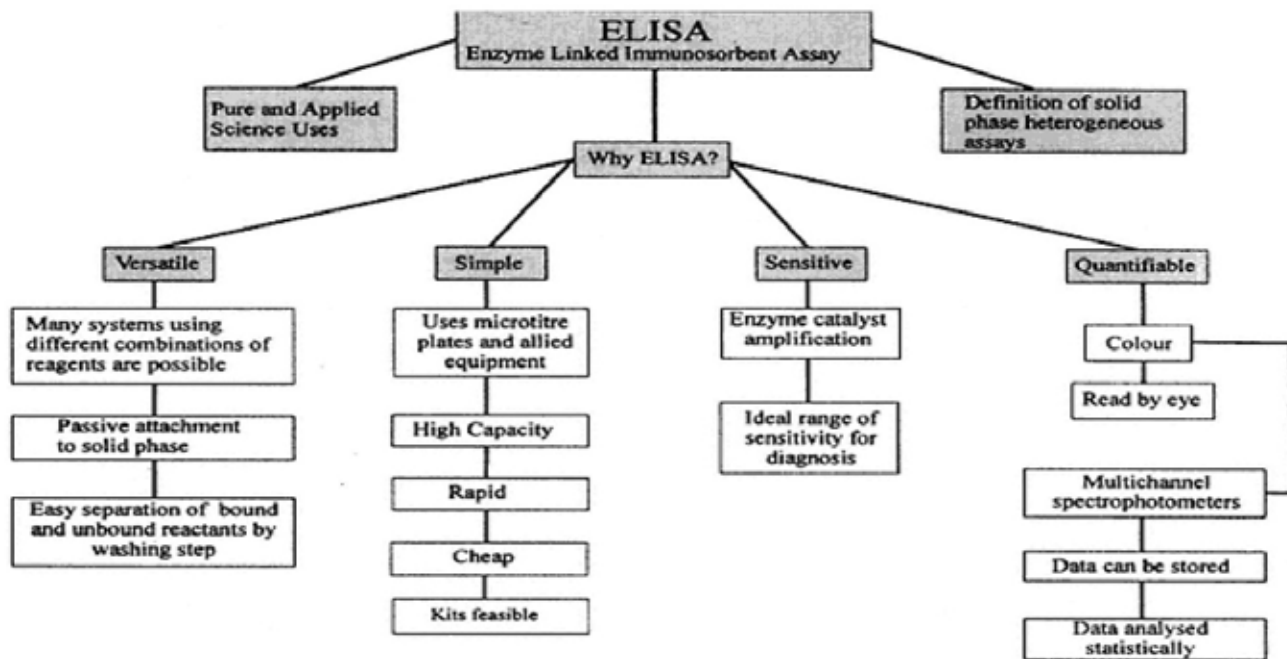 ELISA
Enzyme Linked Immunosorbent Assay
Pure and Applied
Science Uses
Definition of solid
phase heterogeneous
assays
Why ELISA?
Versatile
Many systems using
different combinations of
reagents are possible
Passive attachment
to solid phase
Easy separation of bound
and unbound reactants by
washing step
Simple
Uses microtitre
plates and allied
equipment
High Capacity
Rapid
Cheap
Kits feasible
Sensitive
Enzyme catalyst
amplification
Ideal range of
sensitivity for
diagnosis
Quantifiable
Colour
Read by eye
Multichannel
spectrophotometers
Data can be stored
Data analysed
statistically